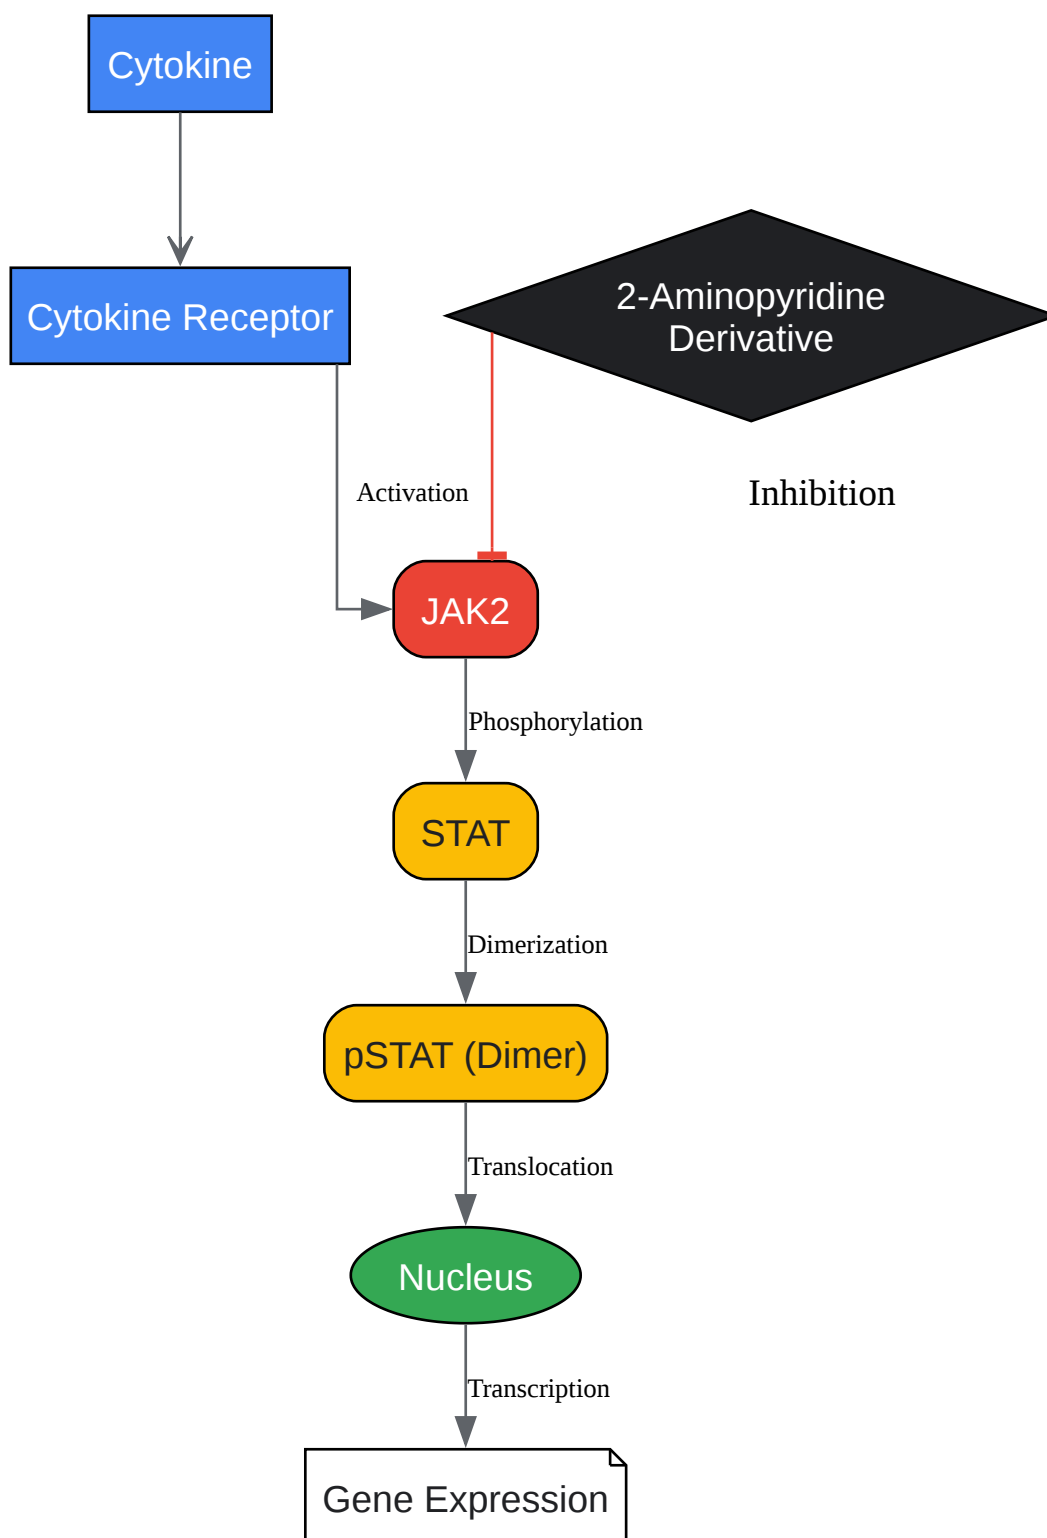 Cytokine
Cytokine Receptor
2-Aminopyridine
Derivative
Activation
Inhibition
JAK2
Phosphorylation
STAT
Dimerization
pSTAT (Dimer)
Translocation
Nucleus
Transcription
Gene Expression